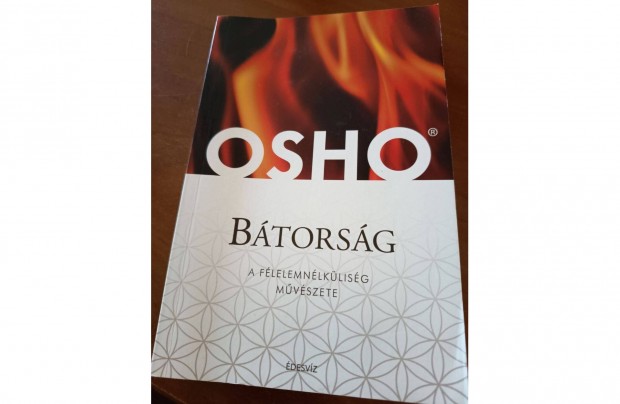 OSHO®
BÁTORSÁG
A FÉLELEMNÉLKÜLISÉG
MŰVÉSZETE
ÉDESVÍZ